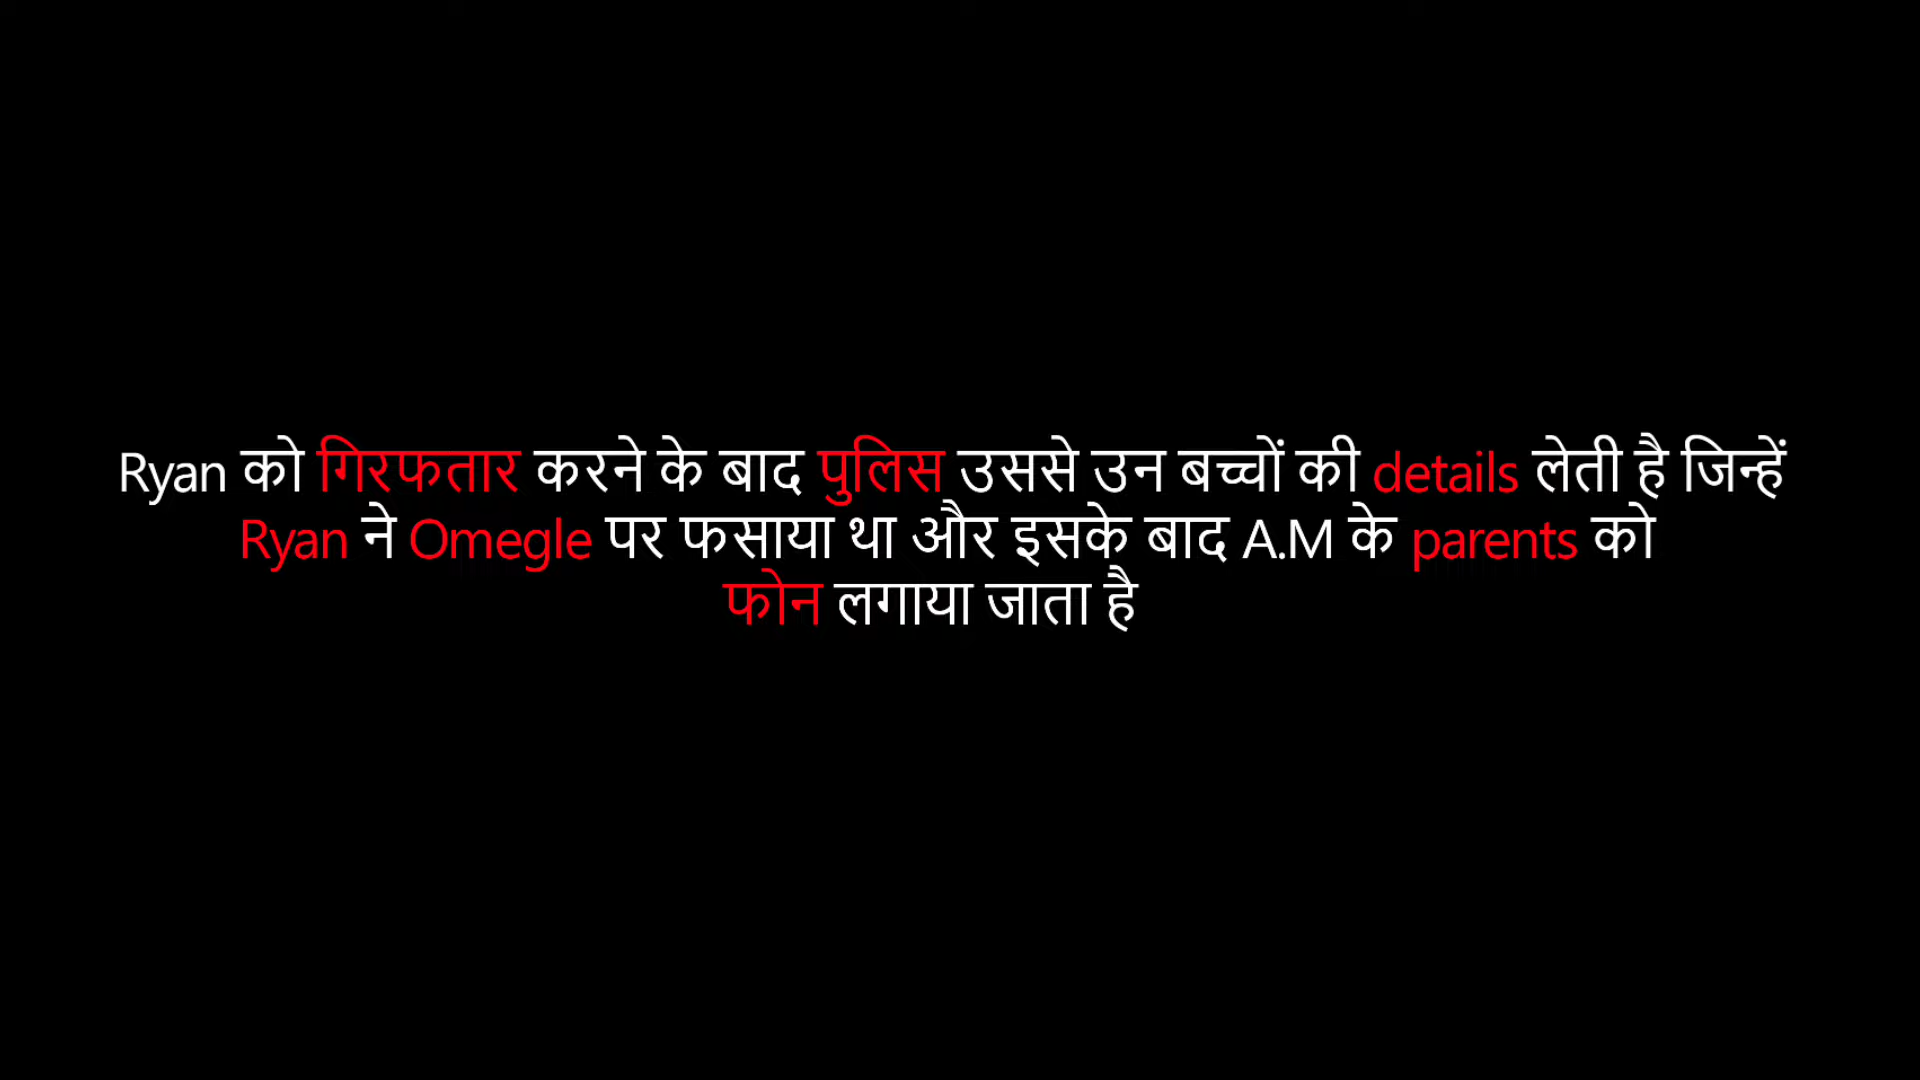 Ryan को गिरफतार करने के बाद पुलिस उससे उन बच्चों की details लेती है जिन्हें
Ryan ने Omegle पर फसाया था और इसके बाद A.M के parents को
फोन लगाया जाता है